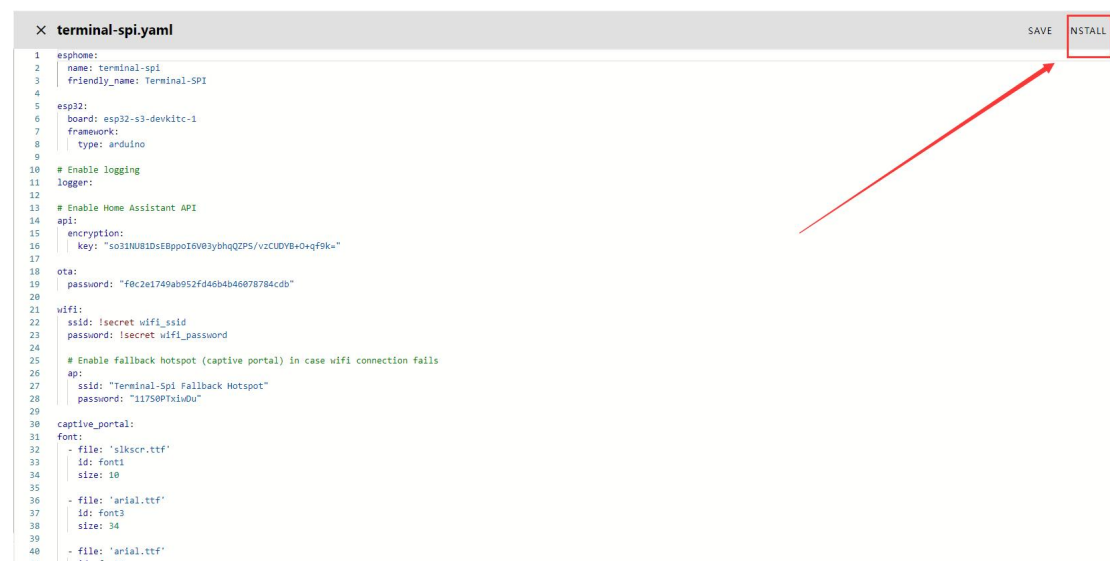 × terminal-spi.yaml SAVE NSTALL
1 esphome:
2 name: terminal-spi
3 friendly_name: Terminal-SPI
4
5 esp32:
6 board: esp32-s3-devkitc-1
7 framework:
8 type: arduino
9
10 # Enable logging
11 logger:
12
13 # Enable Home Assistant API
14 api:
15 encryption:
16 key: "so31NU81DsEBppoI6V03ybhqQZPS/vzCUDYB+O+qf9k="
17
18 ota:
19 password: "f0c2e1749ab952fd46b4b46078784cdb"
20
21 wifi:
22 ssid: !secret wifi_ssid
23 password: !secret wifi_password
24
25 # Enable fallback hotspot (captive portal) in case wifi connection fails
26 ap:
27 ssid: "Terminal-Spi Fallback Hotspot"
28 password: "117S0PTxiwDu"
29
30 captive_portal:
31 font:
32 - file: 'slkscr.ttf'
33 id: font1
34 size: 10
35
36 - file: 'arial.ttf'
37 id: font3
38 size: 34
39
40 - file: 'arial.ttf'